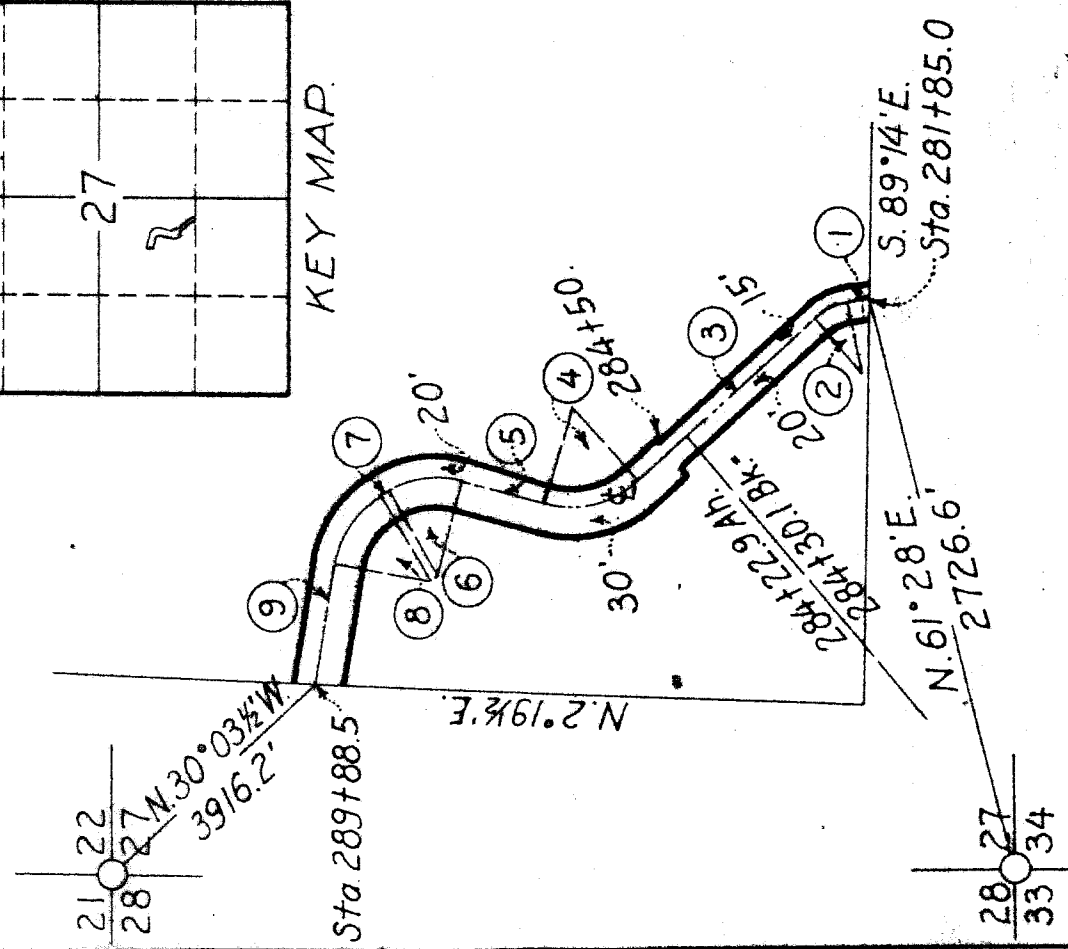 27
KEY MAP.
21 22
28 27
N.30°03½'W.
3916.2'
Sta. 289+88.5
N.2°19½'E.
9
8
7
6
20'
5
4
284+50.
30'
3
15'
20'
2
1
S. 89°14'E.
Sta. 281+85.0
284+22.9 Ah.
284+30.1 Bk.
N.61°28'E.
2726.6'
28 27
33 34